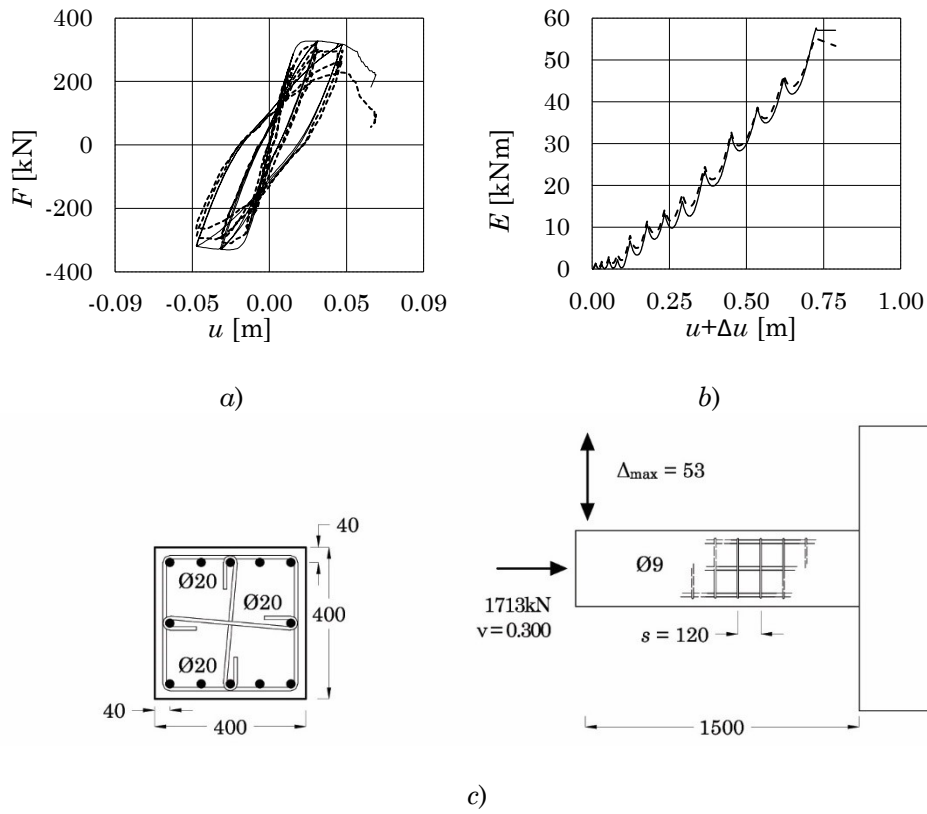 400
200
0
-200
-400
F [kN]
-0.09 -0.05 0.00 0.05 0.09
u [m]
a)
60
50
40
30
20
10
0
E [kNm]
0.00 0.25 0.50 0.75 1.00
u+Δu [m]
b)
40
Ø20
Ø20
Ø20
400
40
400
Δmax = 53
Ø9
1713kN
v=0.300
s = 120
1500
c)